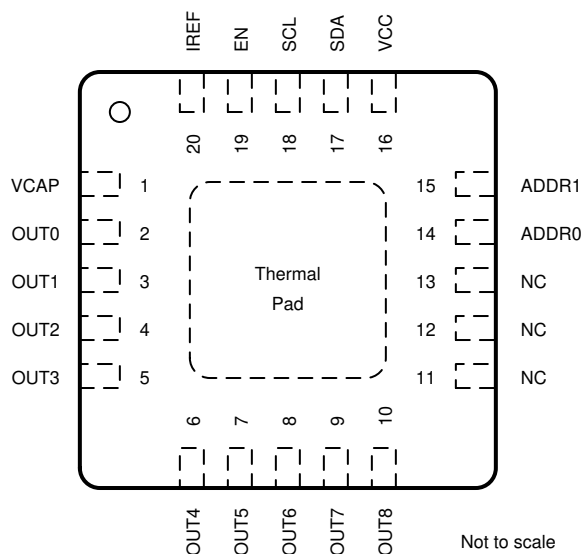 IREF EN SCL SDA VCC
20 19 18 17 16
VCAP 1 15 ADDR1
OUT0 2 14 ADDR0
OUT1 3 Thermal 13 NC
Pad
OUT2 4 12 NC
OUT3 5 11 NC
6 7 8 9 10
OUT4 OUT5 OUT6 OUT7 OUT8
Not to scale